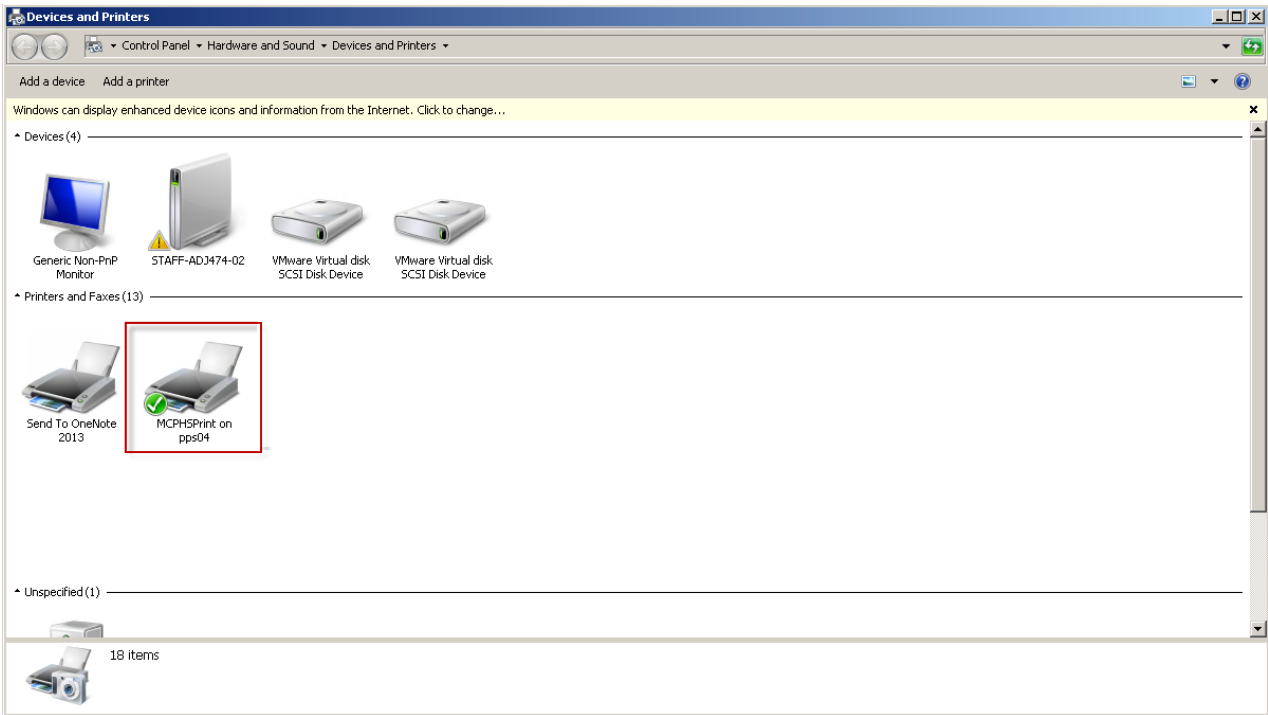 Devices and Printers
Control Panel Hardware and Sound Devices and Printers
Add a device Add a printer
Windows can display enhanced device icons and information from the Internet. Click to change...
Devices (4)
Generic Non-PnP
Monitor
STAFF-ADJ474-02
VMware Virtual disk
SCSI Disk Device
VMware Virtual disk
SCSI Disk Device
Printers and Faxes (13)
Send To OneNote
2013
MCPHSPrint on
pps04
Unspecified (1)
18 items